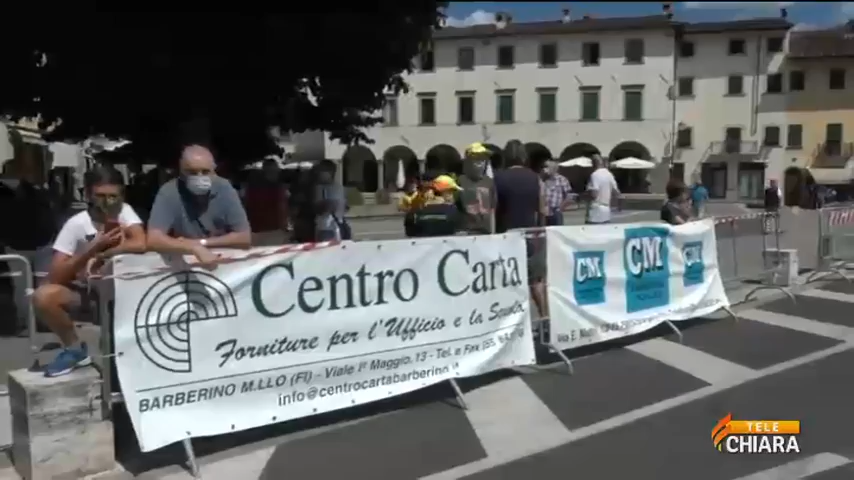 Centro Carta
Forniture per l'Ufficio e la Scuola
BARBERINO M.LLO (FI) - Viale Iº Maggio, 13 - Tel. e Fax
info@centrocartabarberino.
CM
CM
CM
TELE
CHIARA